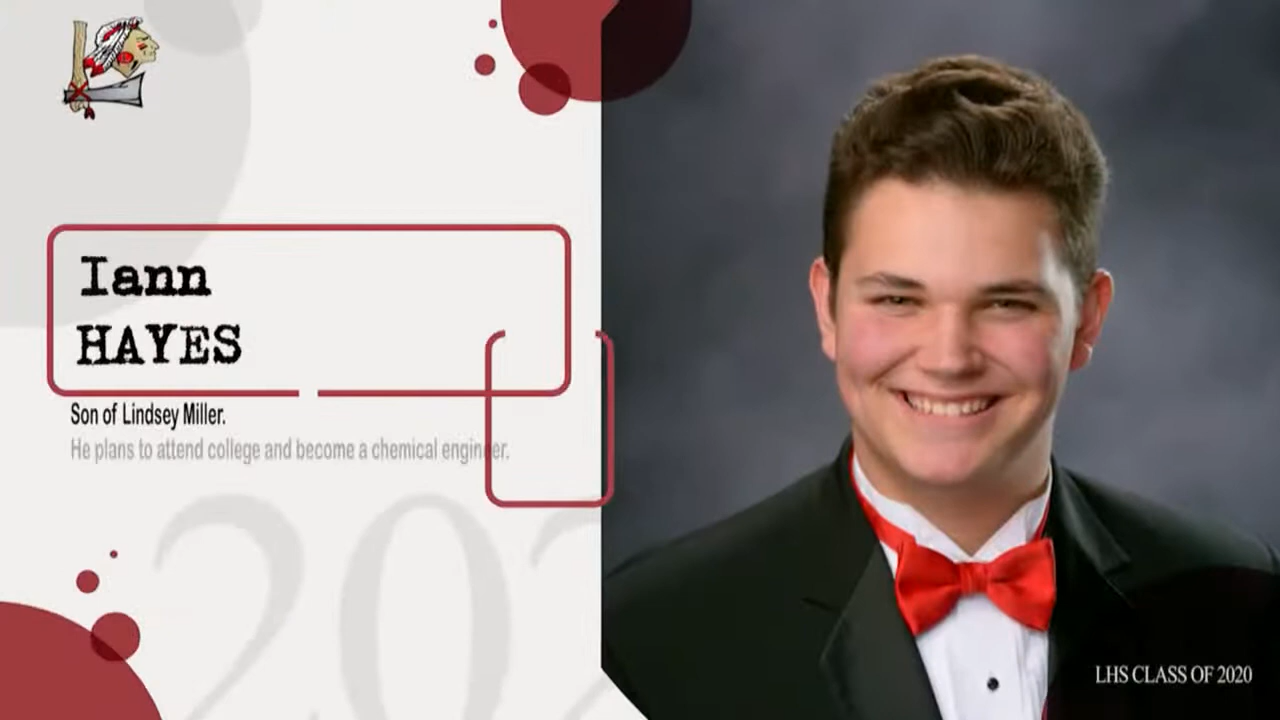 Iann
HAYES
Son of Lindsey Miller.
He plans to attend college and become a chemical engineer.
202
LHS CLASS OF 2020